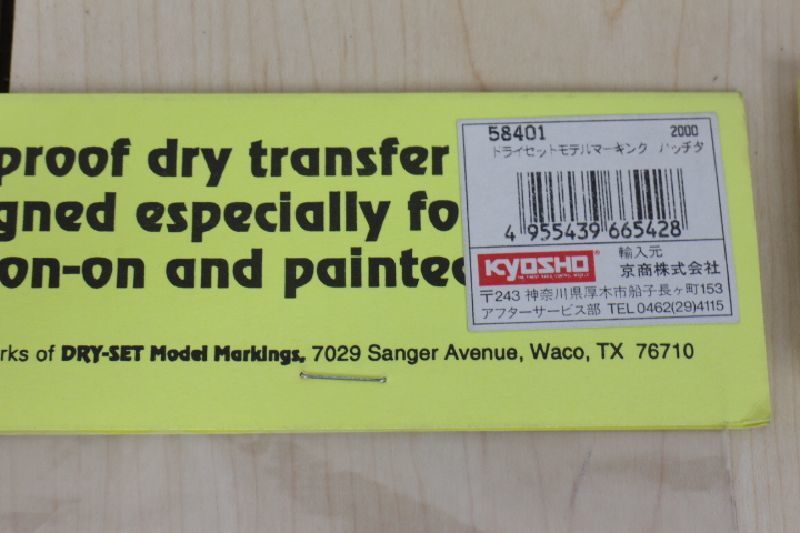 proof dry transfer
gned especially fo
on-on and painted
rks of DRY-SET Model Markings, 7029 Sanger Avenue, Waco, TX 76710
58401 2000
ドライセットモデルマーキング ハッチタ
4 955439 665428
KYOSHO
輸入元
京商株式会社
〒243 神奈川県厚木市船子長ヶ町153
アフターサービス部 TEL 0462(29)4115